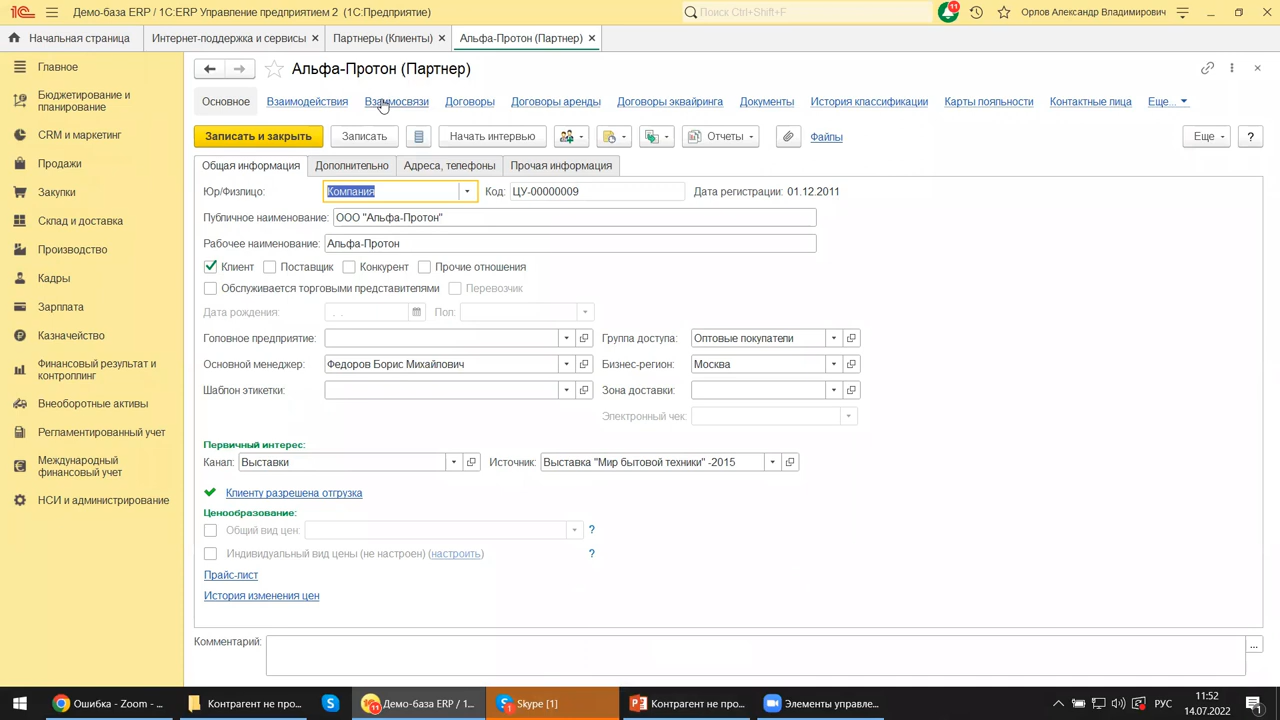 Демо-база ERP / 1С:ERP Управление предприятием 2 (1С:Предприятие)
Поиск Ctrl+Shift+F
11
Орлов Александр Владимирович
Начальная страница
Интернет-поддержка и сервисы ×
Партнеры (Клиенты) ×
Альфа-Протон (Партнер) ×
Главное
Бюджетирование и планирование
CRM и маркетинг
Продажи
Закупки
Склад и доставка
Производство
Кадры
Зарплата
Казначейство
Финансовый результат и контроллинг
Внеоборотные активы
Регламентированный учет
Международный финансовый учет
НСИ и администрирование
Альфа-Протон (Партнер)
Основное Взаимодействия Взаимосвязи Договоры Договоры аренды Договоры эквайринга Документы История классификации Карты лояльности Контактные лица Еще...
Записать и закрыть Записать Начать интервью Отчеты Файлы Еще ?
Общая информация Дополнительно Адреса, телефоны Прочая информация
Юр/Физлицо: Компания Код: ЦУ-00000009 Дата регистрации: 01.12.2011
Публичное наименование: ООО "Альфа-Протон"
Рабочее наименование: Альфа-Протон
Клиент Поставщик Конкурент Прочие отношения
Обслуживается торговыми представителями Перевозчик
Дата рождения: . . Пол:
Головное предприятие: Группа доступа: Оптовые покупатели
Основной менеджер: Федоров Борис Михайлович Бизнес-регион: Москва
Шаблон этикетки: Зона доставки:
Электронный чек:
Первичный интерес:
Канал: Выставки Источник: Выставка "Мир бытовой техники" -2015
Клиенту разрешена отгрузка
Ценообразование:
Общий вид цен: ?
Индивидуальный вид цены (не настроен) (настроить) ?
Прайс-лист
История изменения цен
Комментарий: ...
Ошибка - Zoom - ...
Контрагент не про...
Демо-база ERP / 1...
Skype [1]
Контрагент не про...
Элементы управле...
РУС
11:52
14.07.2022